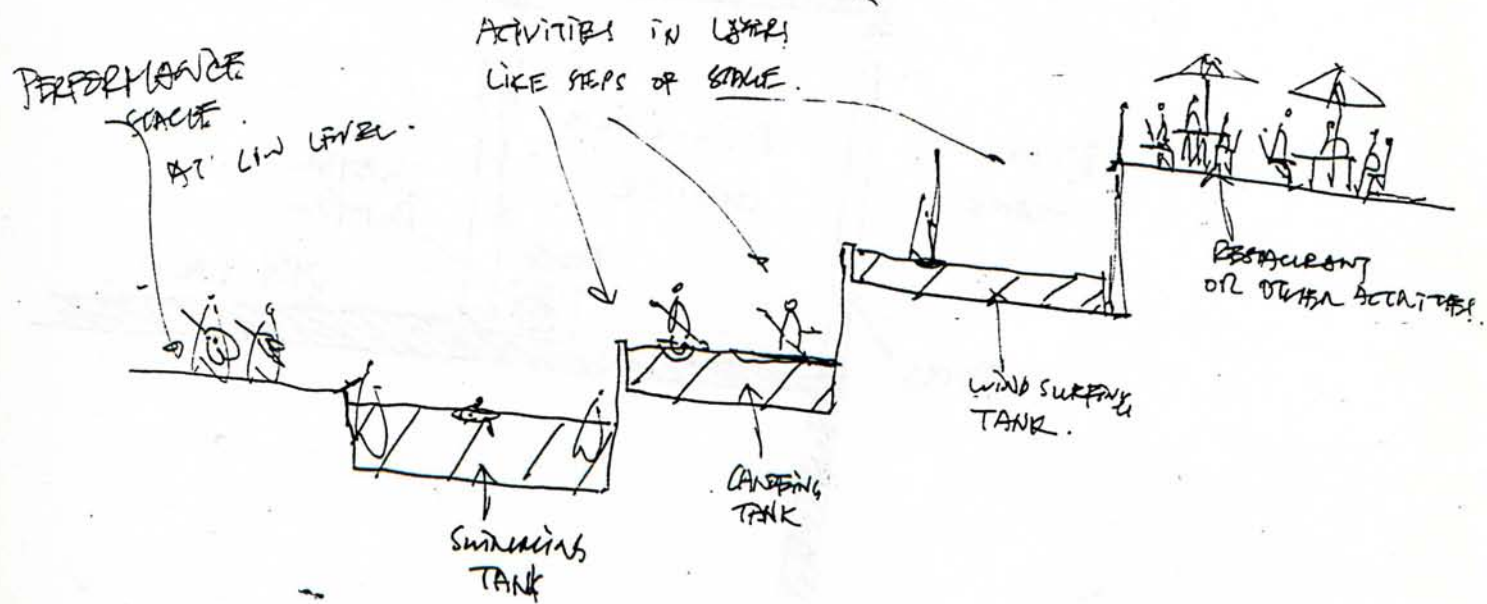 PERFORMANCE
STAGE.
AT LOW LEVEL.
ACTIVITIES IN LAYERS
LIKE STEPS OF STAGE.
RESTAURANT
OR OTHER ACTIVITIES.
WIND SURFING
TANK.
CANOEING
TANK
SWIMMING
TANK